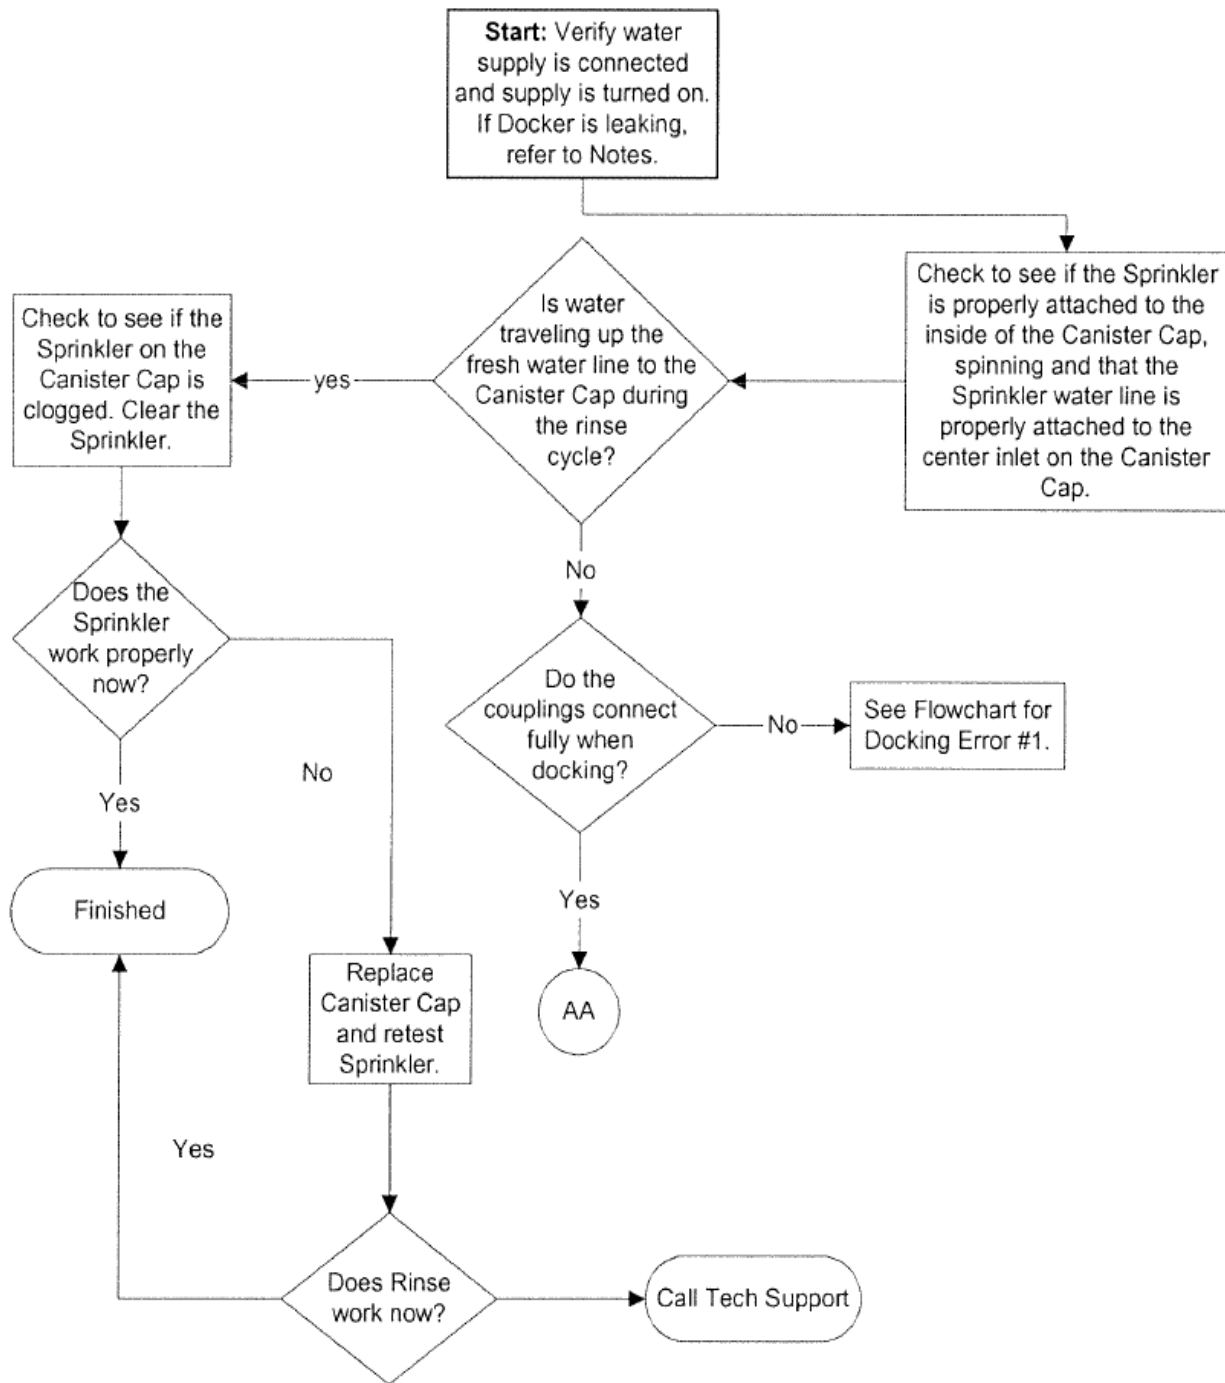 Start: Verify water
supply is connected
and supply is turned on.
If Docker is leaking,
refer to Notes.
Check to see if the Sprinkler
is properly attached to the
inside of the Canister Cap,
spinning and that the
Sprinkler water line is
properly attached to the
center inlet on the Canister
Cap.
Is water
traveling up the
fresh water line to the
Canister Cap during
the rinse
cycle?
yes
Check to see if the
Sprinkler on the
Canister Cap is
clogged. Clear the
Sprinkler.
No
Does the
Sprinkler
work properly
now?
Do the
couplings connect
fully when
docking?
No
See Flowchart for
Docking Error #1.
No
Yes
Yes
Finished
AA
Replace
Canister Cap
and retest
Sprinkler.
Yes
Does Rinse
work now?
Call Tech Support